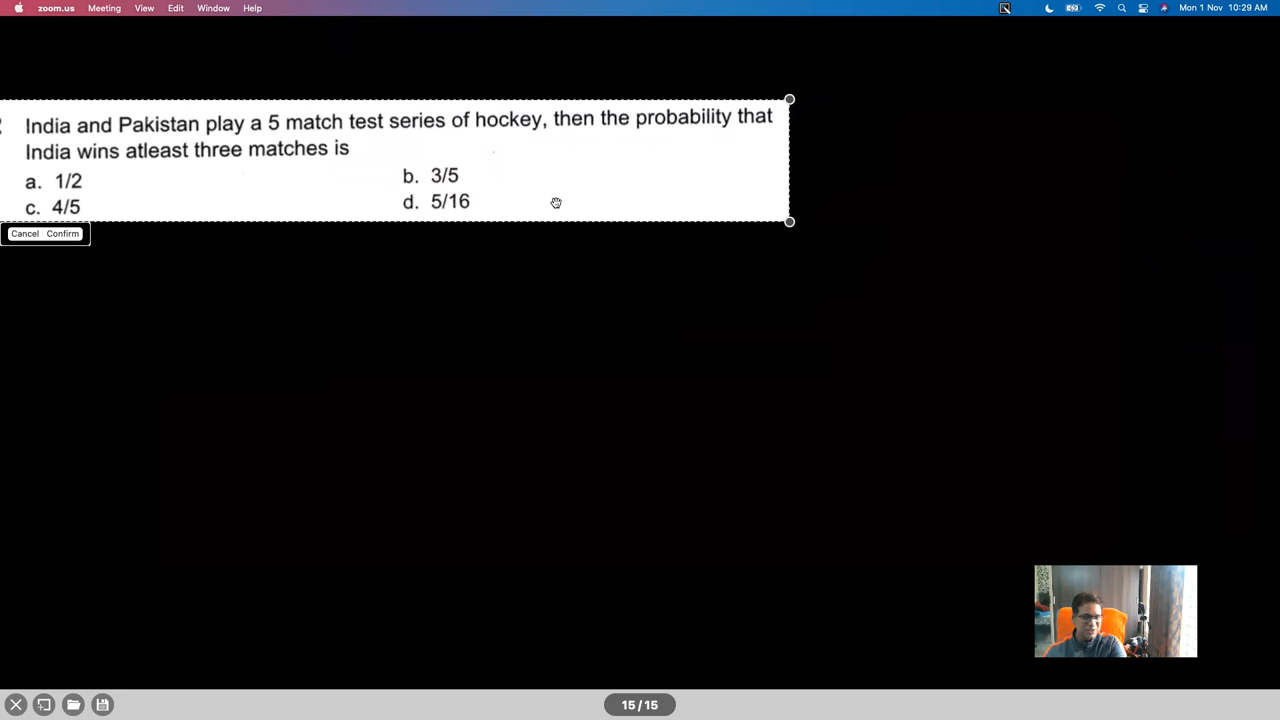 zoom.us Meeting View Edit Window Help Mon 1 Nov 10:29 AM
India and Pakistan play a 5 match test series of hockey, then the probability that
India wins atleast three matches is
a. 1/2 b. 3/5
c. 4/5 d. 5/16
Cancel Confirm
15/15